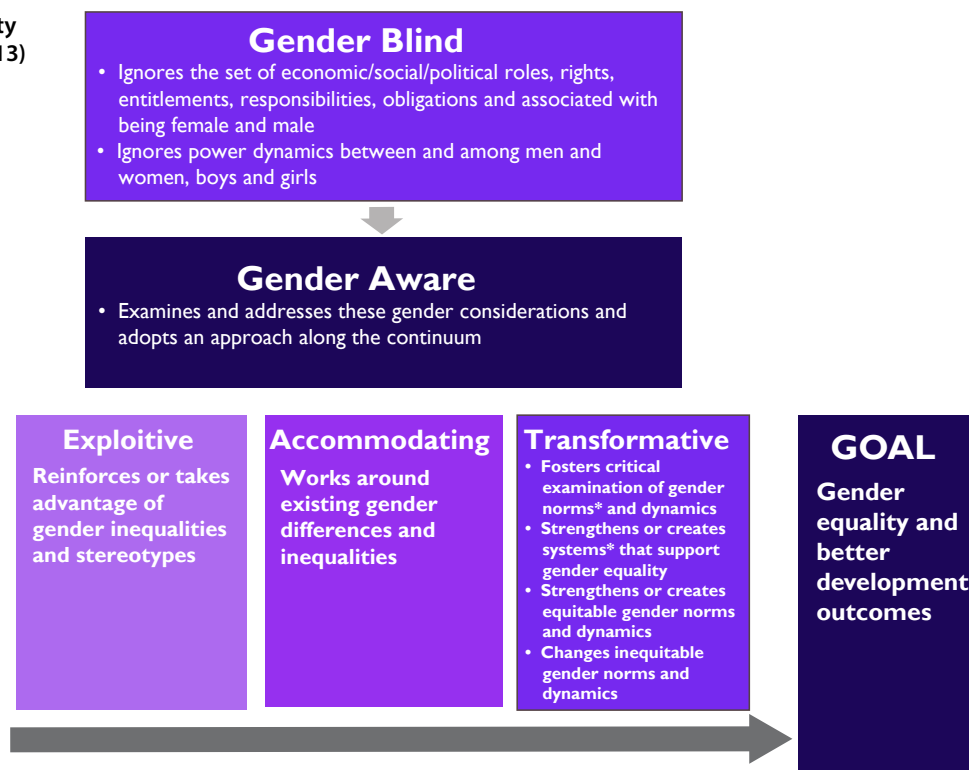 Gender Blind
• Ignores the set of economic/social/political roles, rights,
entitlements, responsibilities, obligations and associated with
being female and male
• Ignores power dynamics between and among men and
women, boys and girls
Gender Aware
• Examines and addresses these gender considerations and
adopts an approach along the continuum
Exploitive
Reinforces or takes
advantage of
gender inequalities
and stereotypes
Accommodating
Works around
existing gender
differences and
inequalities
Transformative
• Fosters critical
examination of gender
norms* and dynamics
• Strengthens or creates
systems* that support
gender equality
• Strengthens or creates
equitable gender norms
and dynamics
• Changes inequitable
gender norms and
dynamics
GOAL
Gender
equality and
better
development
outcomes